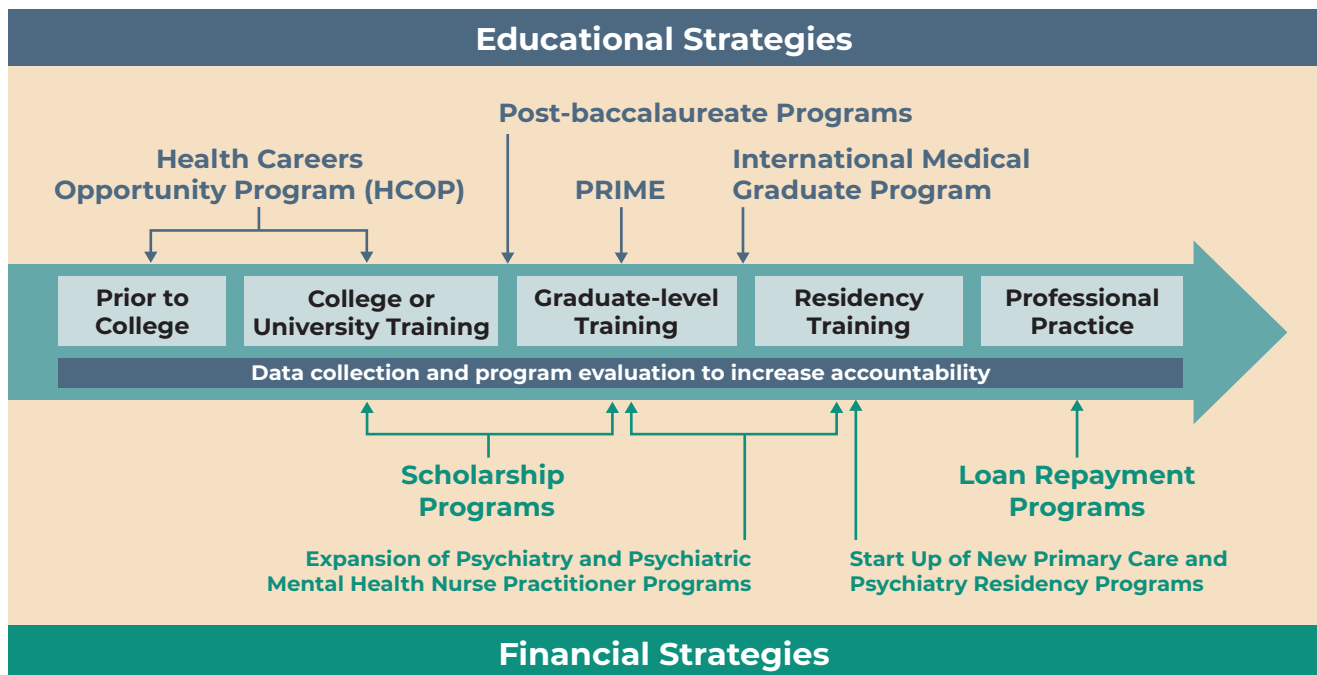 Educational Strategies
Post-baccalaureate Programs
Health Careers
Opportunity Program (HCOP)
PRIME
International Medical
Graduate Program
Prior to
College
College or
University Training
Graduate-level
Training
Residency
Training
Professional
Practice
Data collection and program evaluation to increase accountability
Scholarship
Programs
Loan Repayment
Programs
Expansion of Psychiatry and Psychiatric
Mental Health Nurse Practitioner Programs
Start Up of New Primary Care and
Psychiatry Residency Programs
Financial Strategies